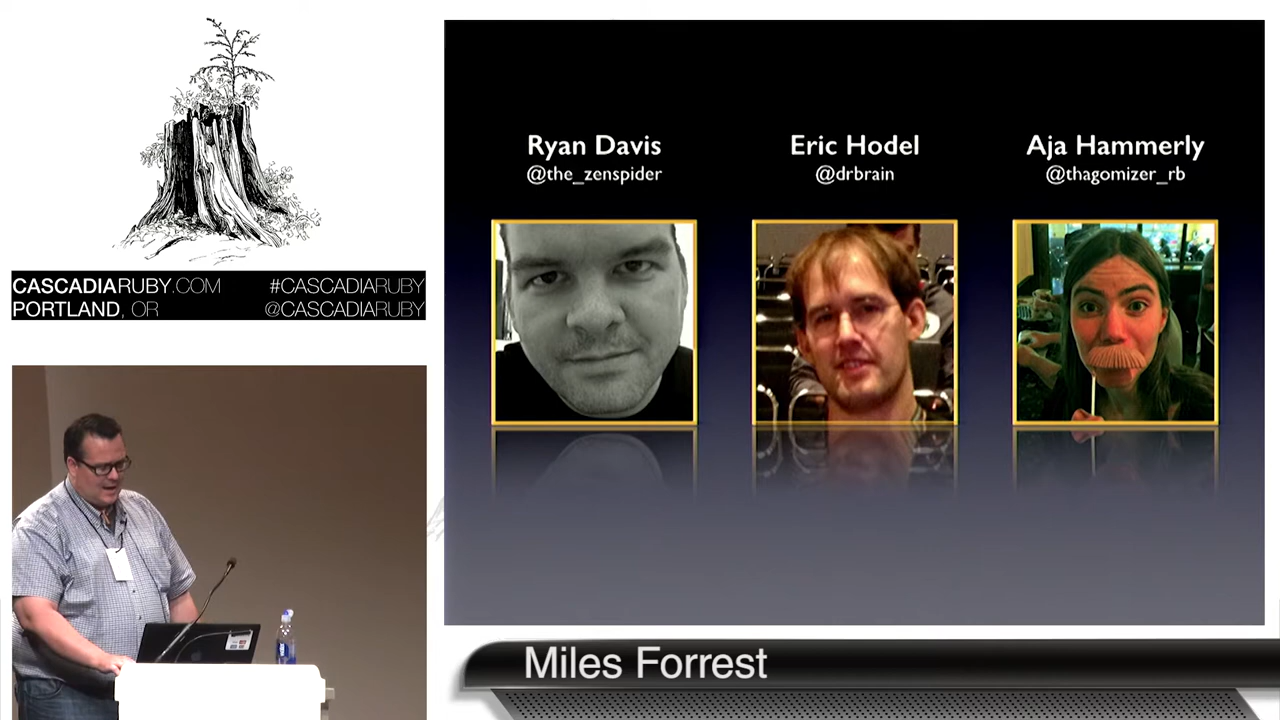 CASCADIARUBY.COM #CASCADIARUBY
PORTLAND, OR @CASCADIARUBY
Ryan Davis
@the_zenspider
Eric Hodel
@drbrain
Aja Hammerly
@thagomizer_rb
Miles Forrest